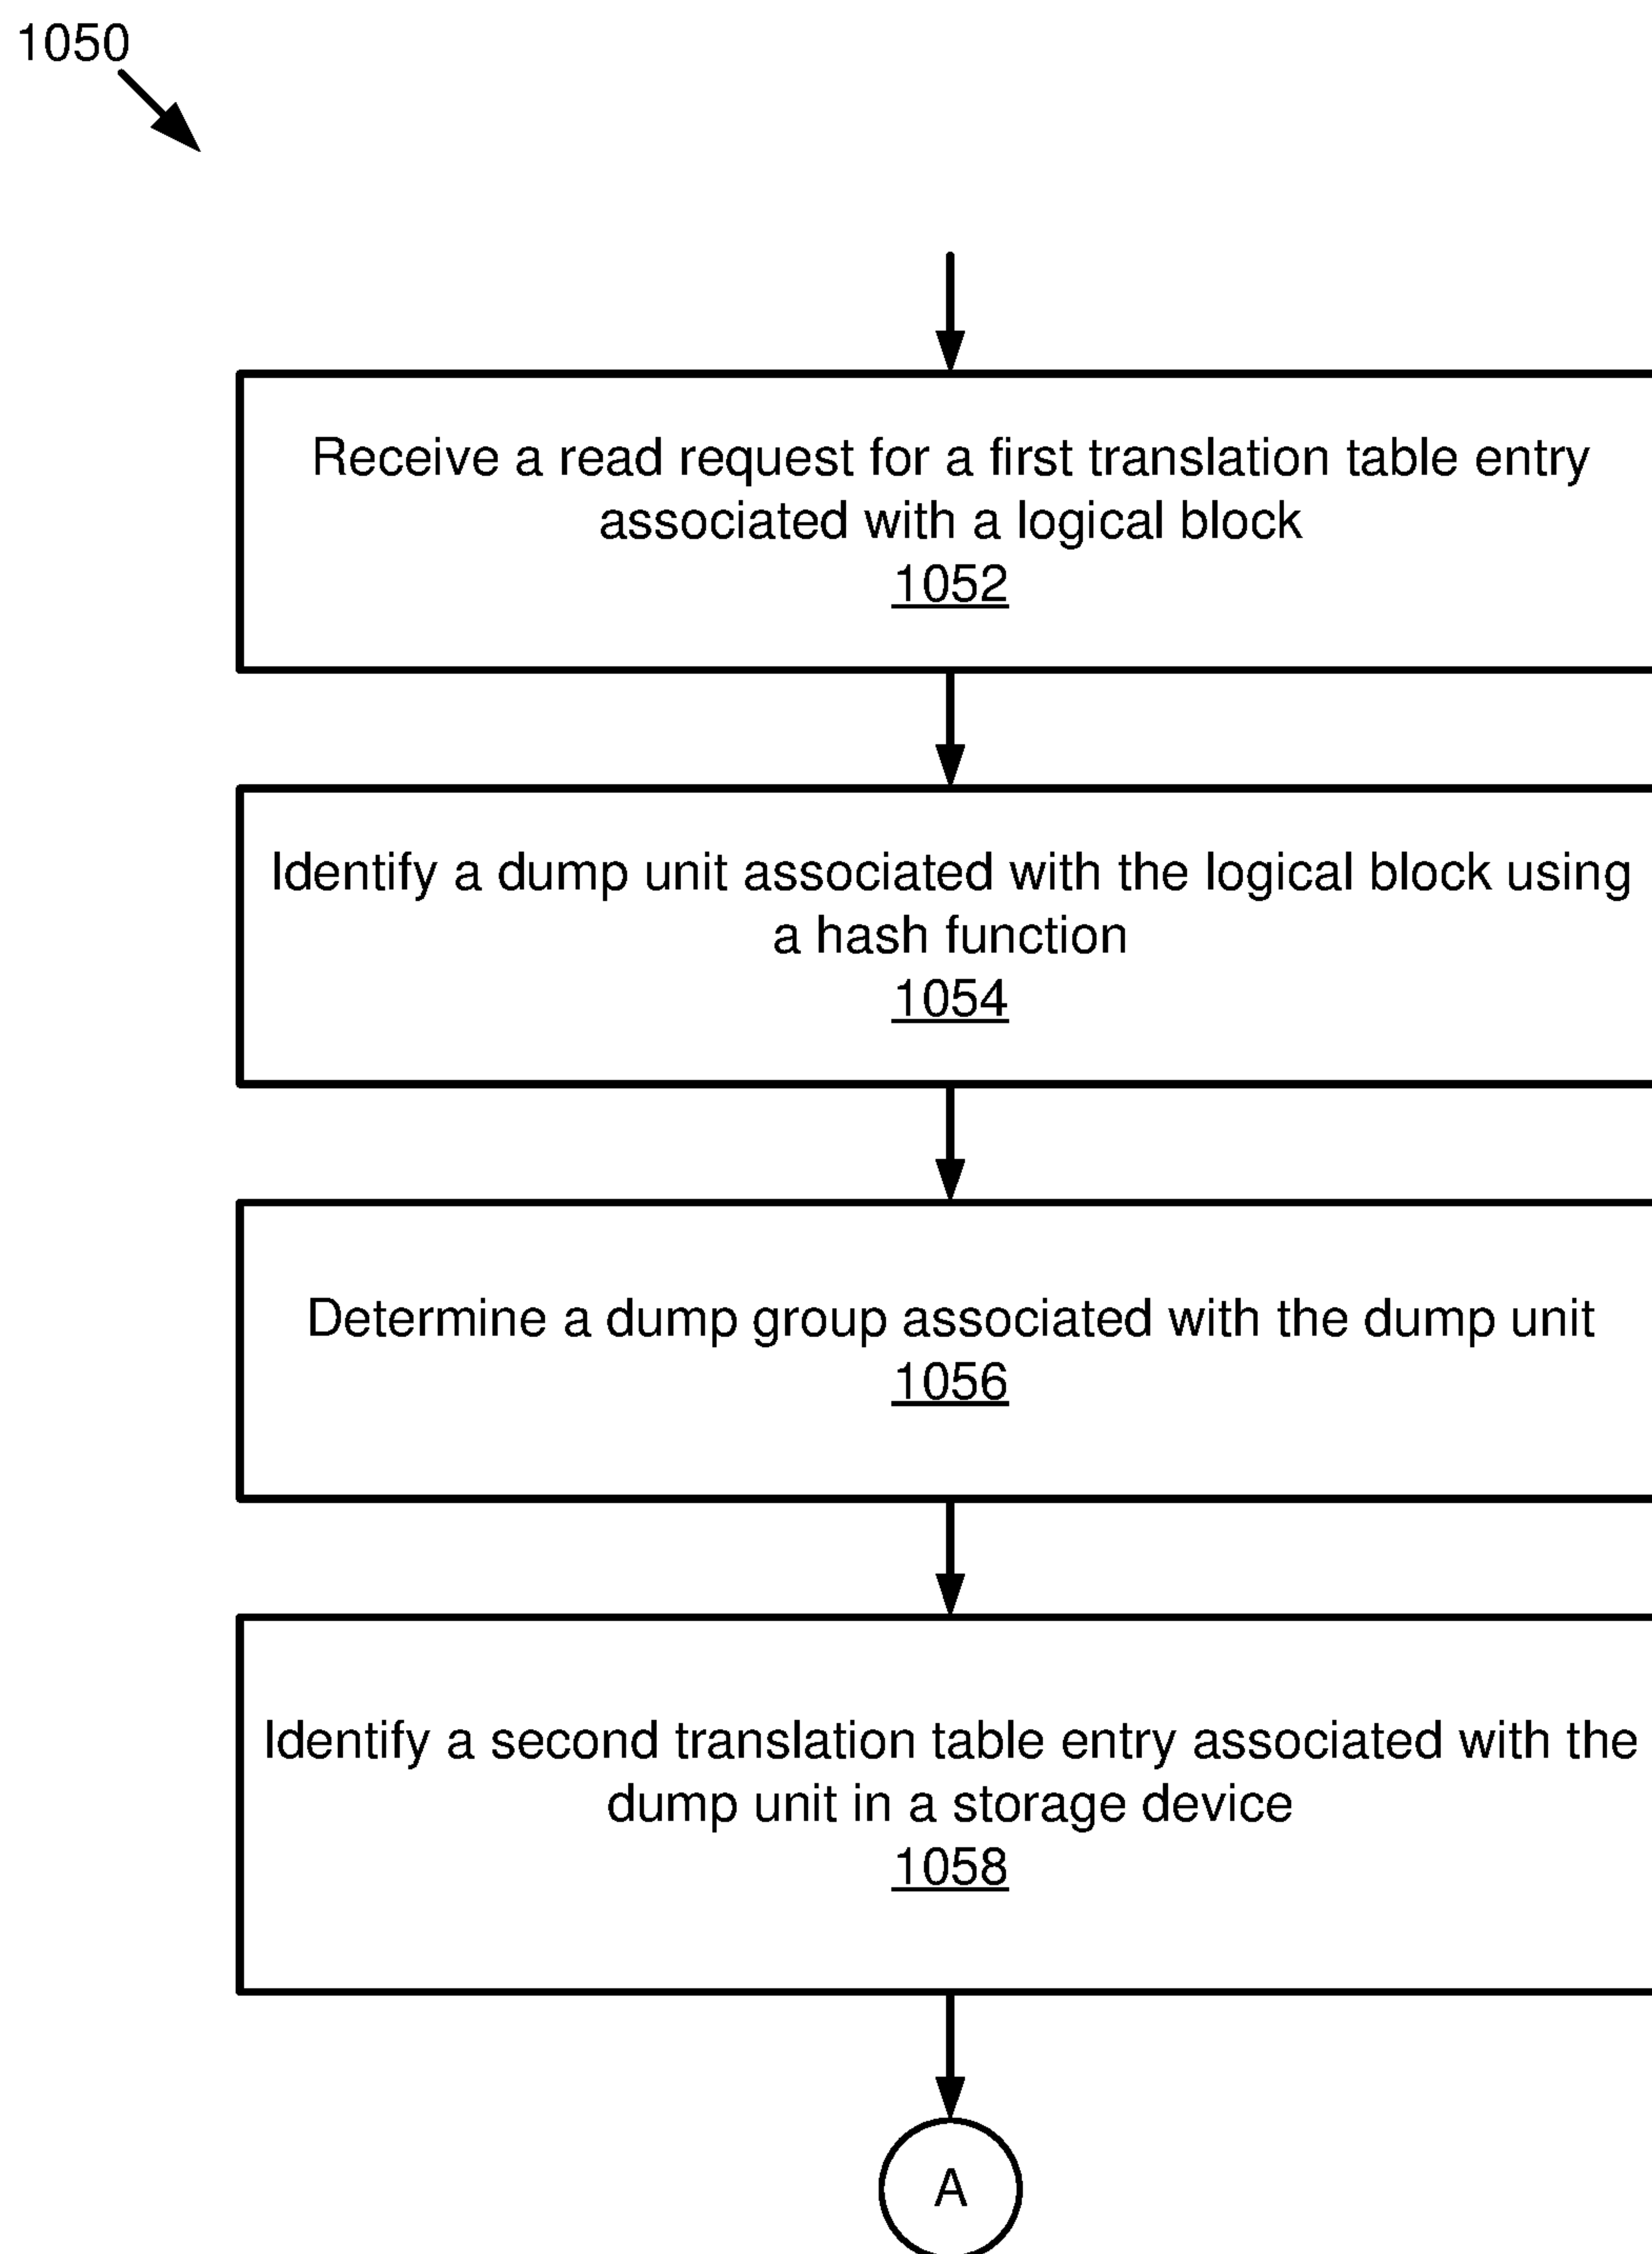 1050
Receive a read request for a first translation table entry
associated with a logical block
1052
Identify a dump unit associated with the logical block using
a hash function
1054
Determine a dump group associated with the dump unit
1056
Identify a second translation table entry associated with the
dump unit in a storage device
1058
A